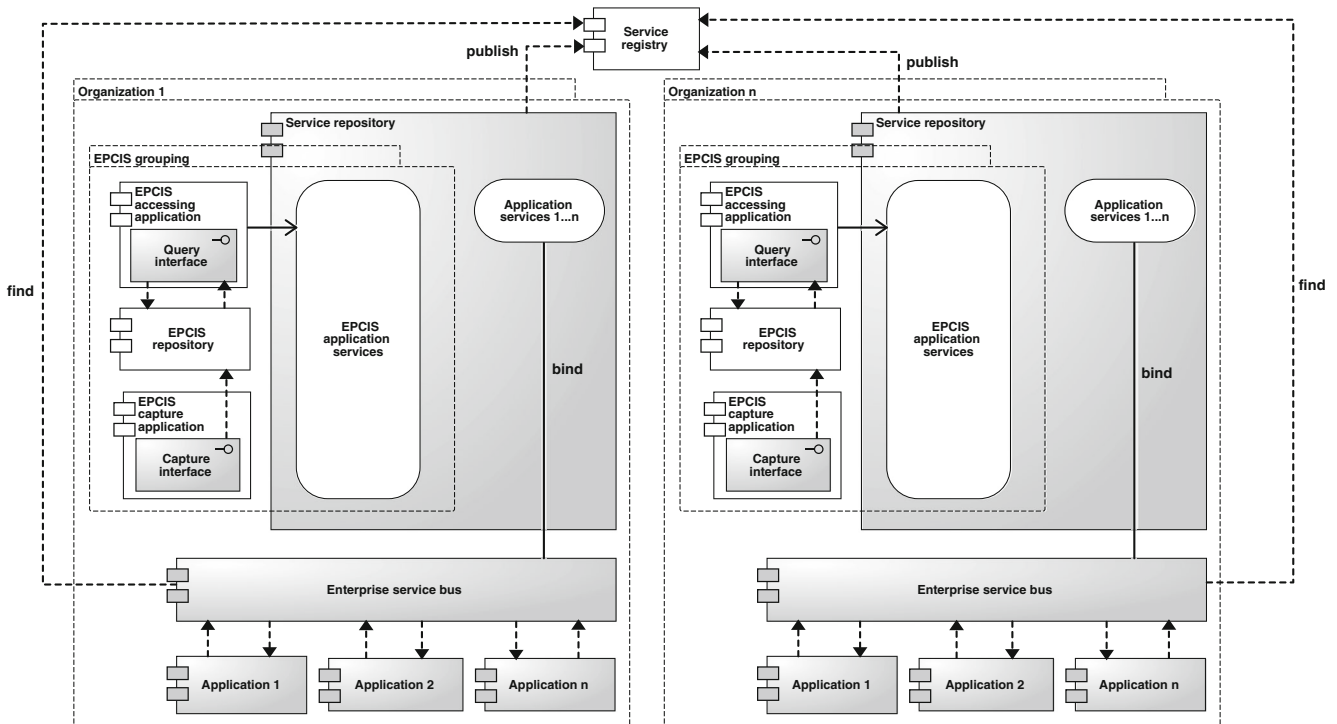 Service
registry
publish
publish
Organization 1
Service repository
EPCIS grouping
EPCIS
accessing
application
Query
interface
EPCIS
repository
EPCIS
capture
application
Capture
interface
EPCIS
application
services
Application
services 1...n
find
bind
Enterprise service bus
Application 1
Application 2
Application n
Organization n
Service repository
EPCIS grouping
EPCIS
accessing
application
Query
interface
EPCIS
repository
EPCIS
capture
application
Capture
interface
EPCIS
application
services
Application
services 1...n
find
bind
Enterprise service bus
Application 1
Application 2
Application n